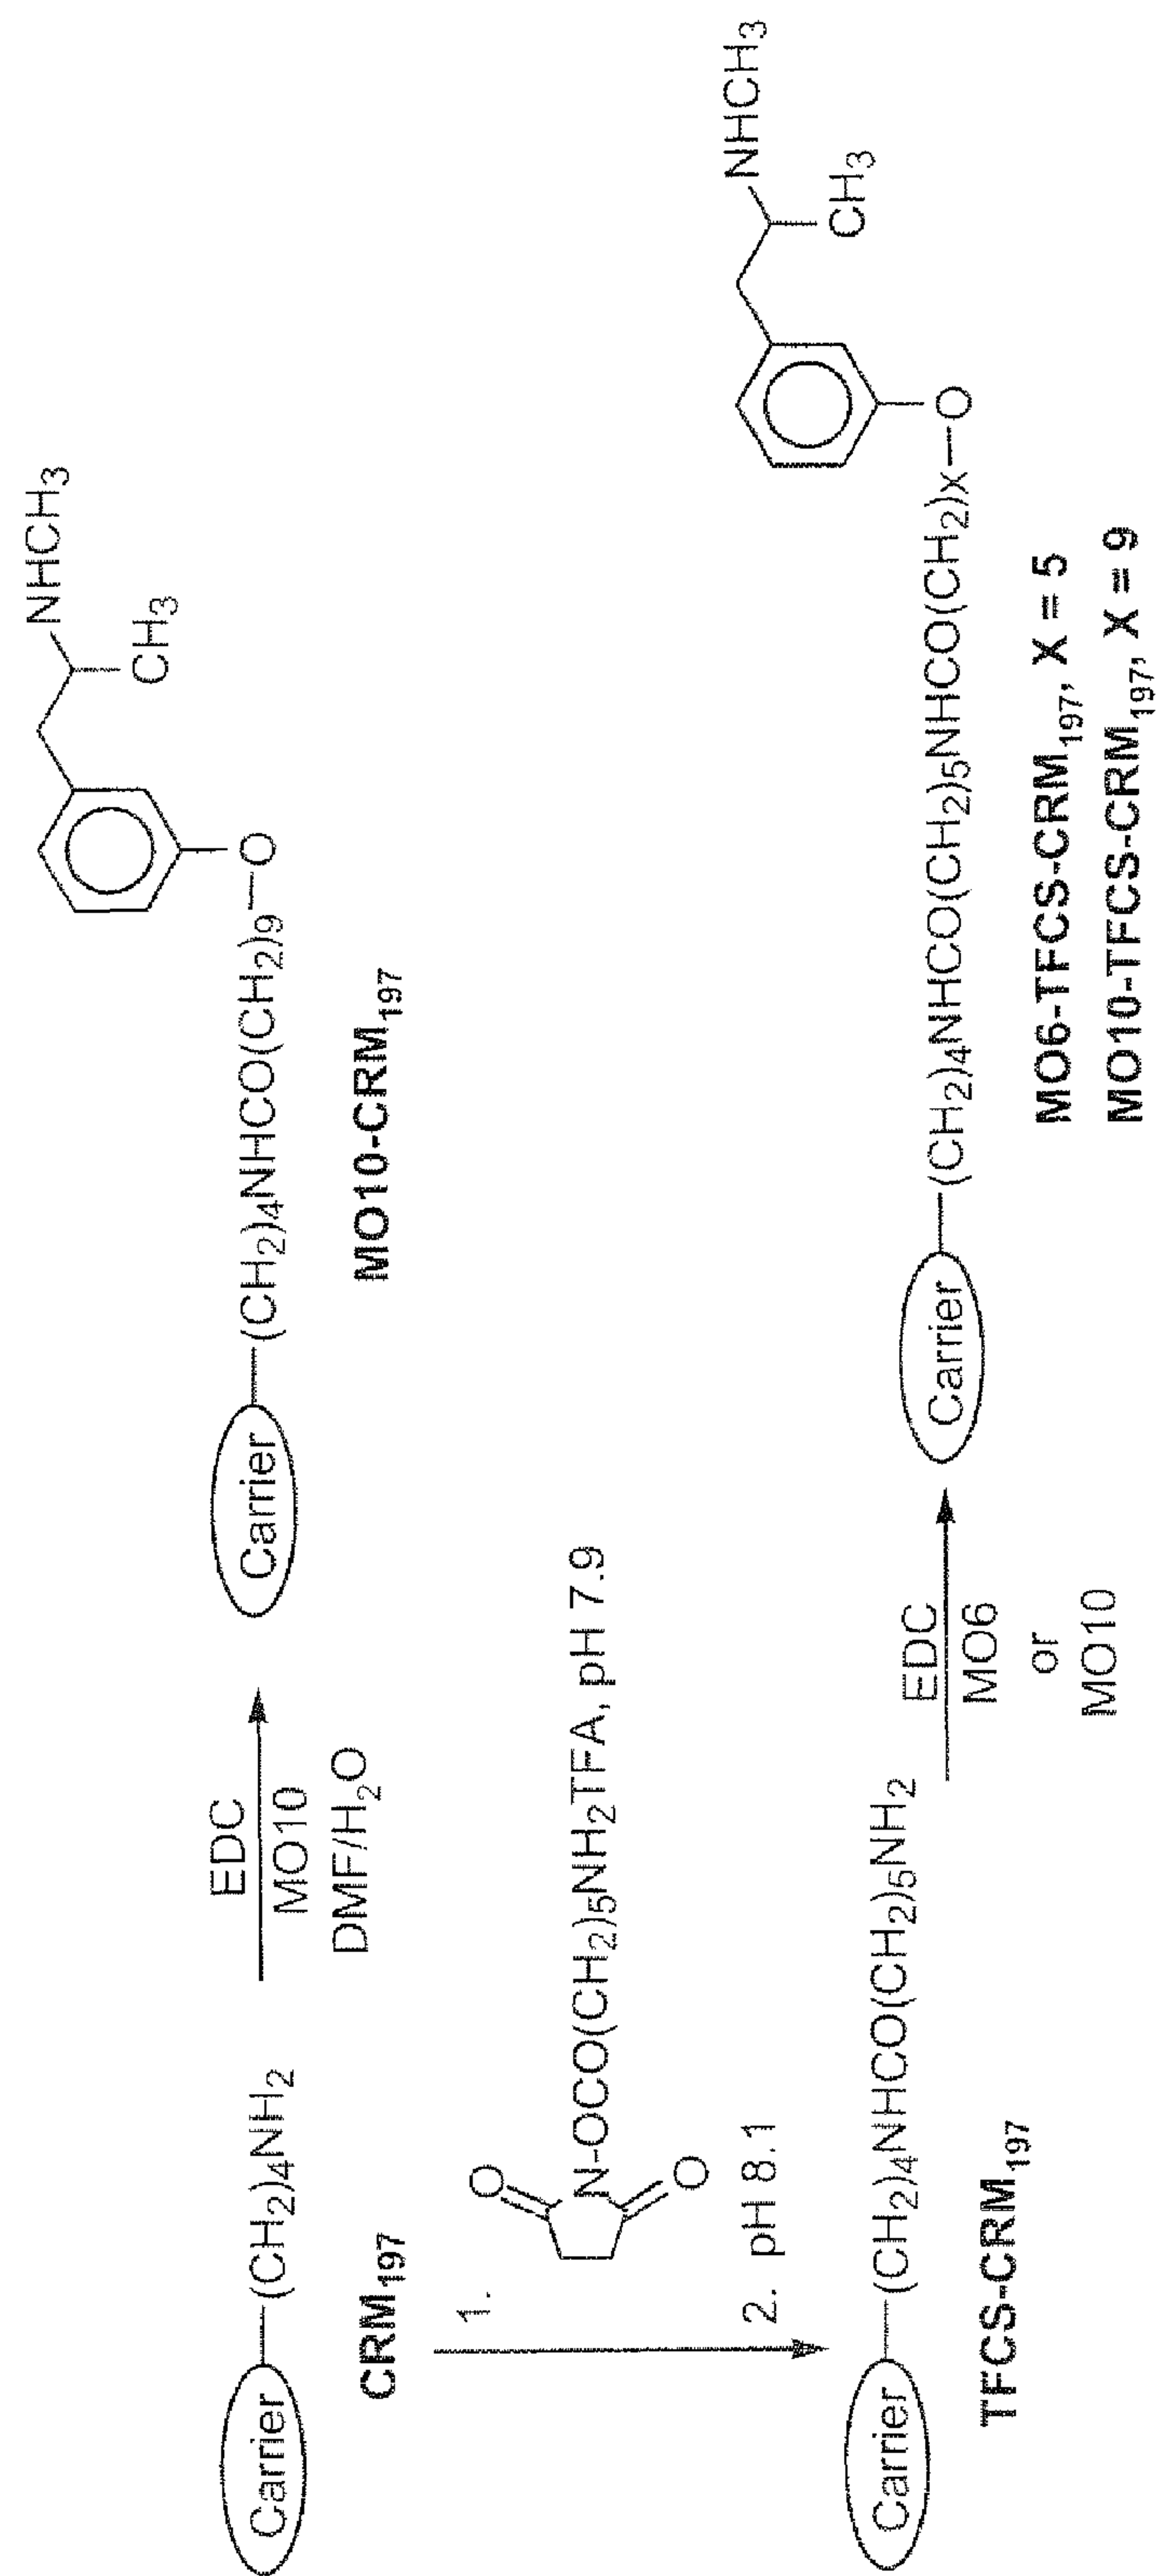 Carrier
(CH2)4NH2
CRM197
EDC
MO10
DMF/H2O
Carrier
(CH2)4NHCO(CH2)9—O
NHCH3
CH3
MO10-CRM197
1.
O
N-OCO(CH2)5NH2TFA, pH 7.9
O
2. pH 8.1
Carrier
(CH2)4NHCO(CH2)5NH2
TFCS-CRM197
EDC
MO6
or
MO10
Carrier
(CH2)4NHCO(CH2)5NHCO(CH2)X—O
NHCH3
CH3
MO6-TFCS-CRM197, X = 5
MO10-TFCS-CRM197, X = 9